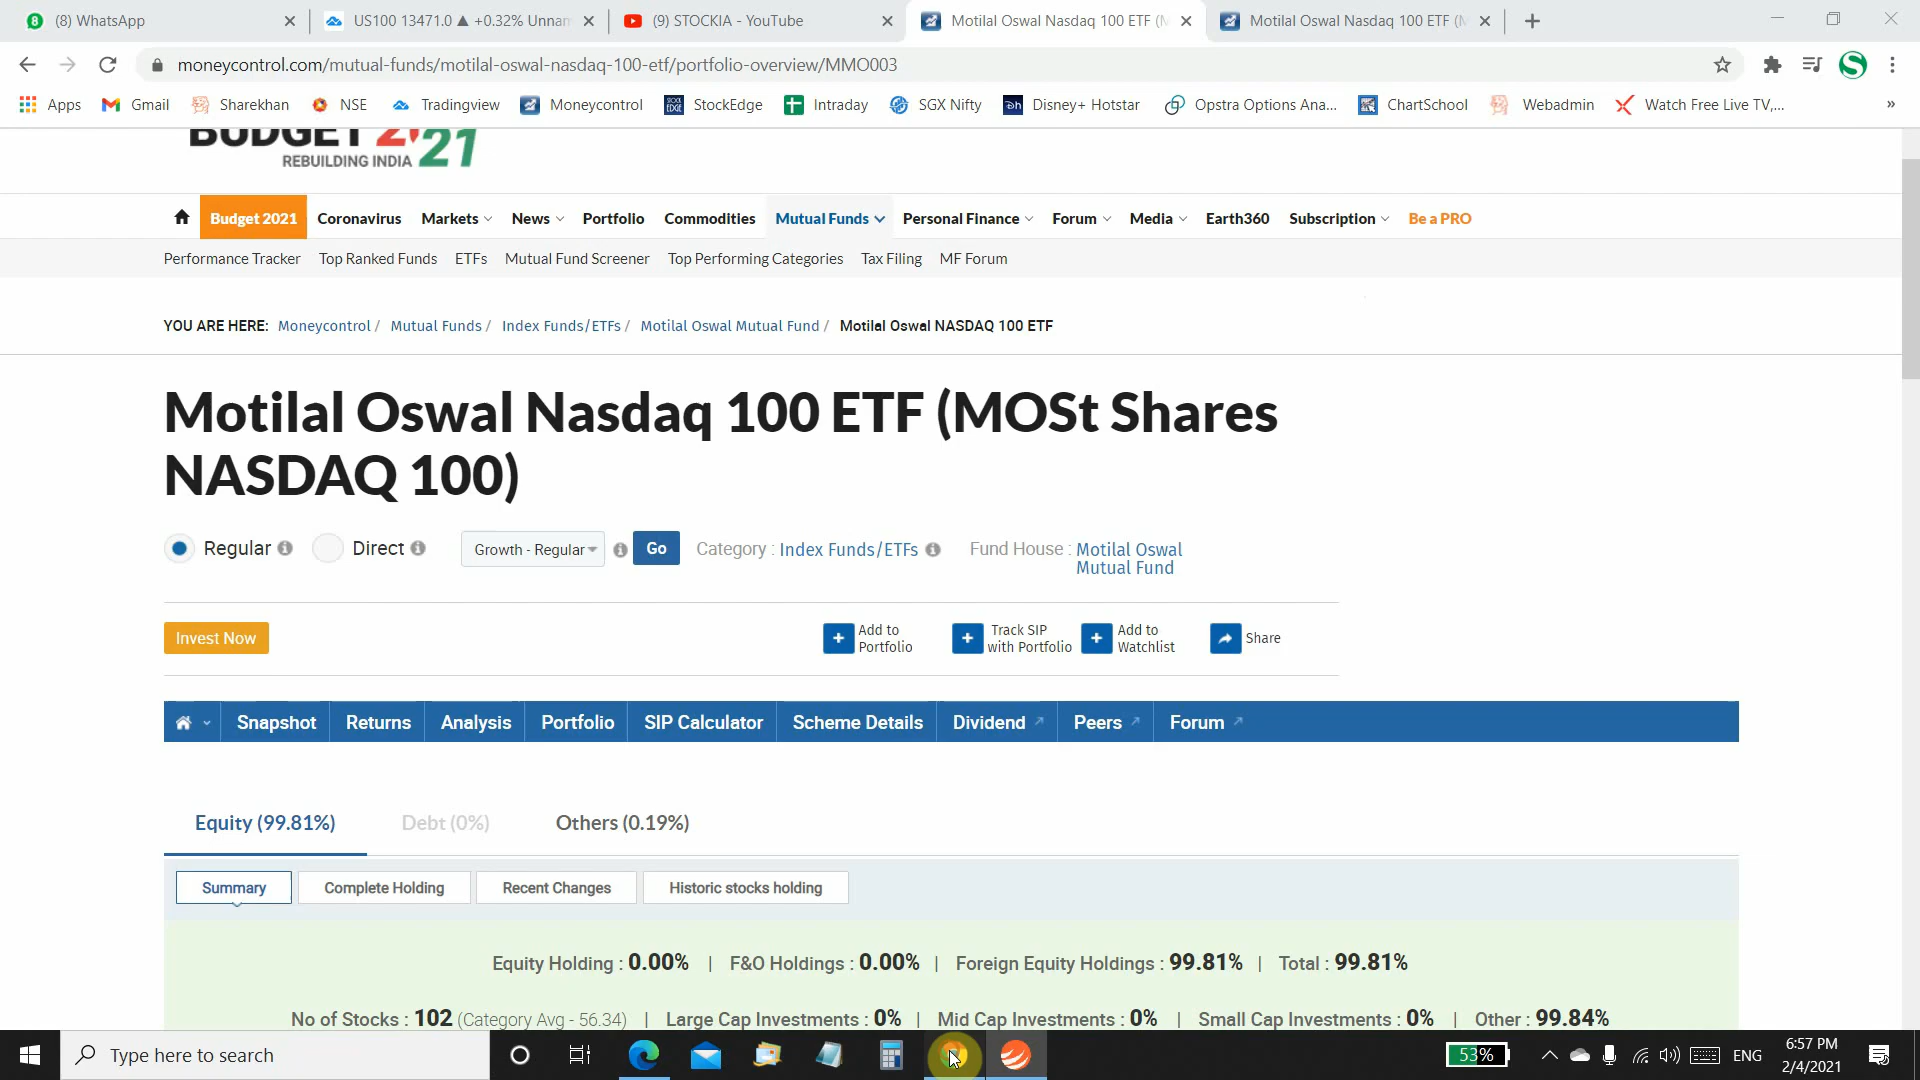 (8) WhatsApp
US100 13471.0 ▲ +0.32% Unnam
(9) STOCKIA - YouTube
Motilal Oswal Nasdaq 100 ETF (M
Motilal Oswal Nasdaq 100 ETF (M
moneycontrol.com/mutual-funds/motilal-oswal-nasdaq-100-etf/portfolio-overview/MMO003
Apps Gmail Sharekhan NSE Tradingview Moneycontrol StockEdge Intraday SGX Nifty Disney+ Hotstar Opstra Options Ana... ChartSchool Webadmin Watch Free Live TV,... »
BUDGET 2021
REBUILDING INDIA
Budget 2021 Coronavirus Markets News Portfolio Commodities Mutual Funds Personal Finance Forum Media Earth360 Subscription Be a PRO
Performance Tracker Top Ranked Funds ETFs Mutual Fund Screener Top Performing Categories Tax Filing MF Forum
YOU ARE HERE: Moneycontrol / Mutual Funds / Index Funds/ETFs / Motilal Oswal Mutual Fund / Motilal Oswal NASDAQ 100 ETF
Motilal Oswal Nasdaq 100 ETF (MOSt Shares
NASDAQ 100)
Regular Direct Growth - Regular Go Category : Index Funds/ETFs Fund House : Motilal Oswal
Mutual Fund
Invest Now
Add to
Portfolio
Track SIP
with Portfolio
Add to
Watchlist
Share
Snapshot Returns Analysis Portfolio SIP Calculator Scheme Details Dividend Peers Forum
Equity (99.81%) Debt (0%) Others (0.19%)
Summary Complete Holding Recent Changes Historic stocks holding
Equity Holding : 0.00% | F&O Holdings : 0.00% | Foreign Equity Holdings : 99.81% | Total : 99.81%
No of Stocks : 102 (Category Avg - 56.34) | Large Cap Investments : 0% | Mid Cap Investments : 0% | Small Cap Investments : 0% | Other : 99.84%
Type here to search
53%
ENG
6:57 PM
2/4/2021